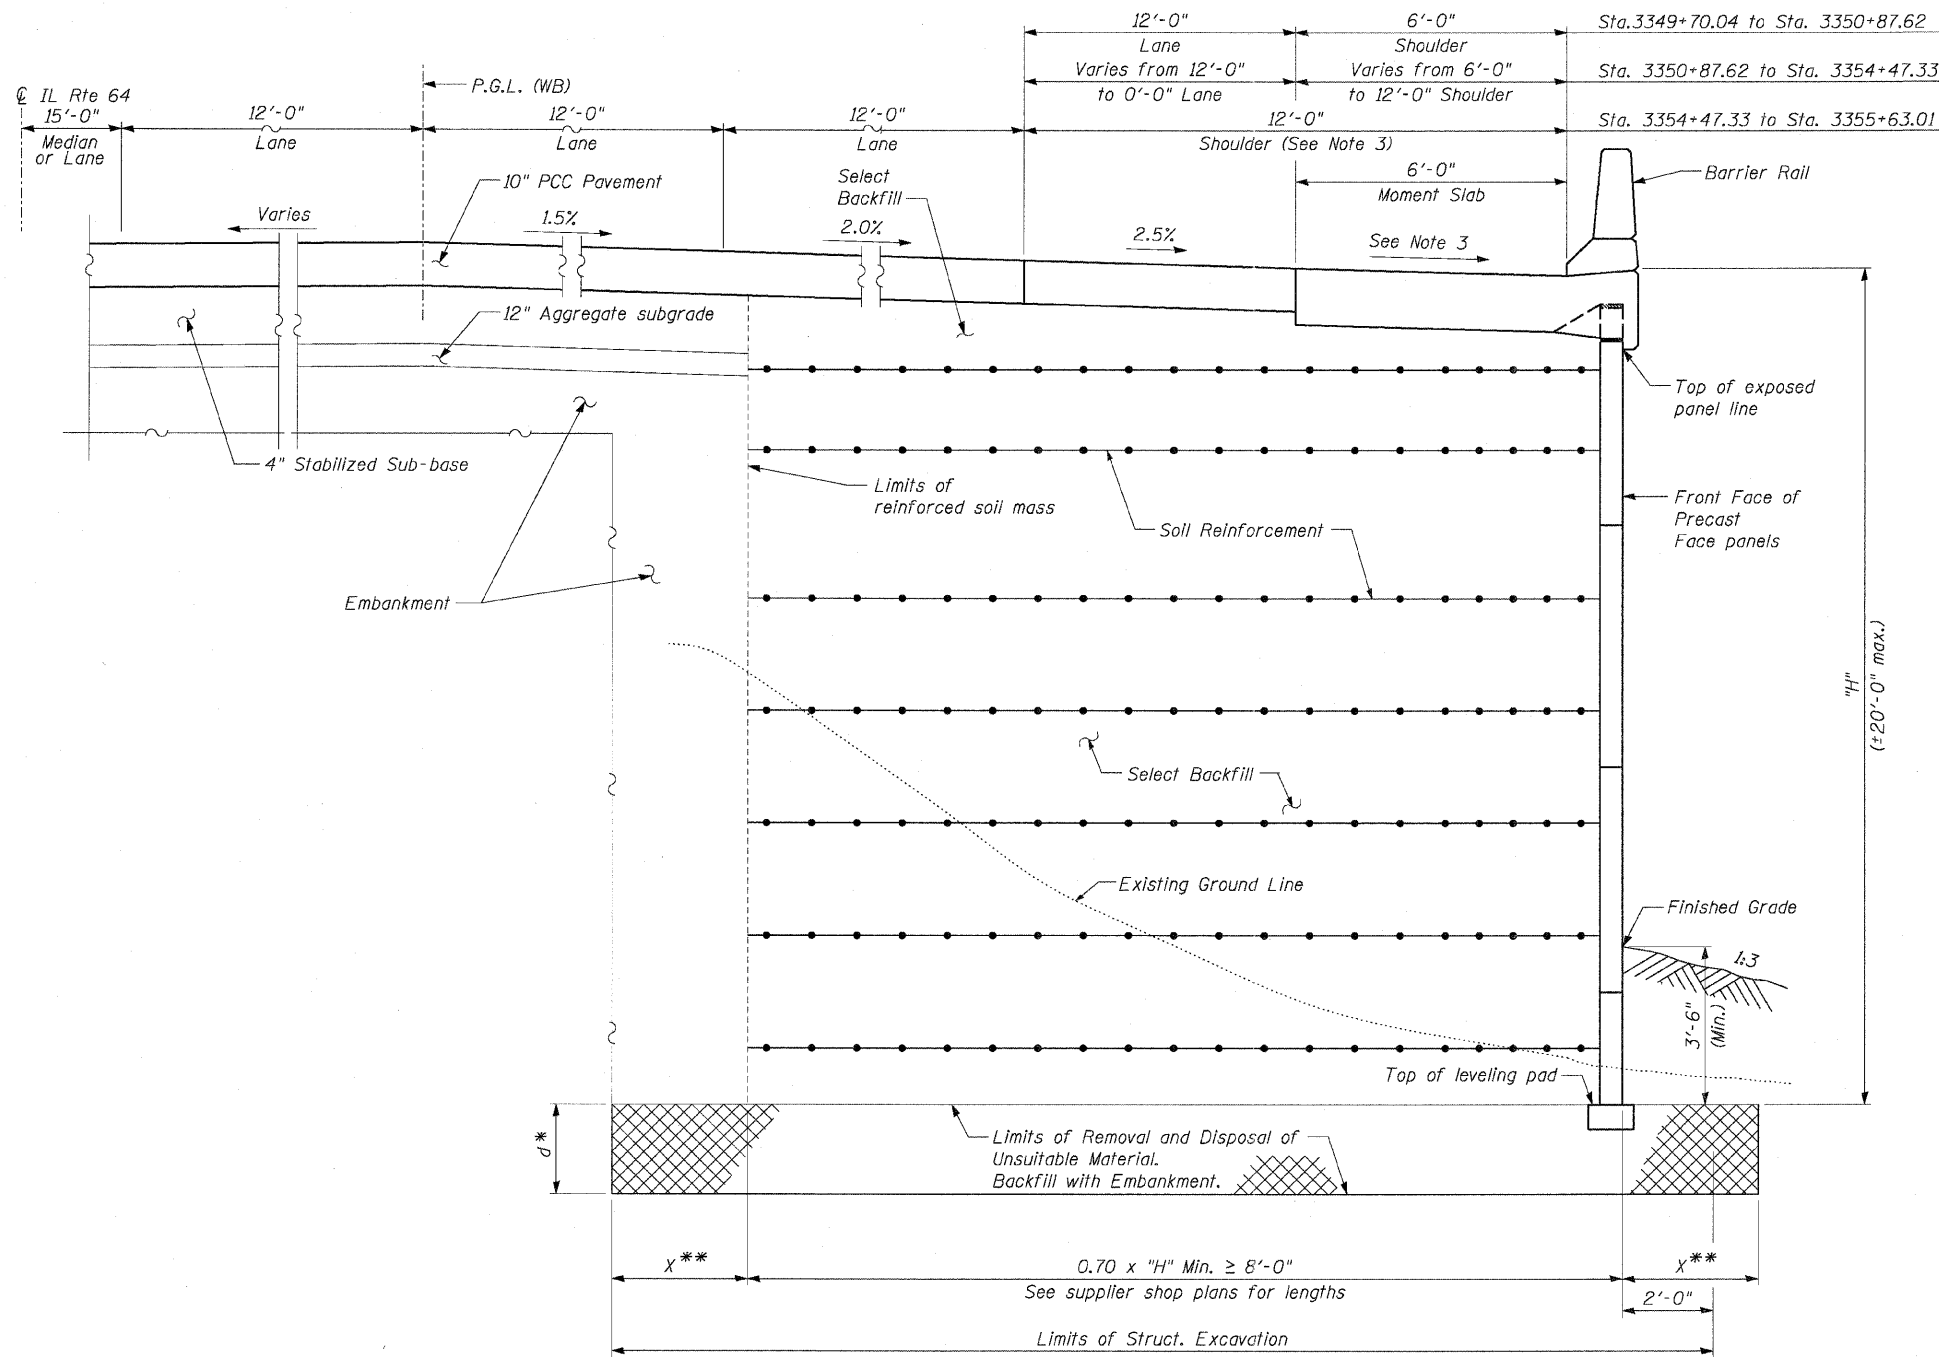 12'-0"
6'-0"
Sta.3349+70.04 to Sta. 3350+87.62
Lane
Shoulder
Varies from 12'-0"
Varies from 6'-0"
Sta. 3350+87.62 to Sta. 3354+47.33
to 0'-0" Lane
to 12'-0" Shoulder
℄ IL Rte 64
P.G.L. (WB)
15'-0"
12'-0"
12'-0"
12'-0"
12'-0"
Sta. 3354+47.33 to Sta. 3355+63.01
Median
or Lane
Lane
Lane
Lane
Shoulder (See Note 3)
10" PCC Pavement
Select
Backfill
6'-0"
Moment Slab
Barrier Rail
Varies
1.5%
2.0%
2.5%
See Note 3
12" Aggregate subgrade
Top of exposed
panel line
4" Stabilized Sub-base
Limits of
reinforced soil mass
Soil Reinforcement
Front Face of
Precast
Face panels
Embankment
"H"
(±20'-0" max.)
Select Backfill
Existing Ground Line
Finished Grade
1:3
3'-6"
(Min.)
Top of leveling pad
d*
Limits of Removal and Disposal of
Unsuitable Material.
Backfill with Embankment.
x**
0.70 x "H" Min. ≥ 8'-0"
x**
See supplier shop plans for lengths
2'-0"
Limits of Struct. Excavation